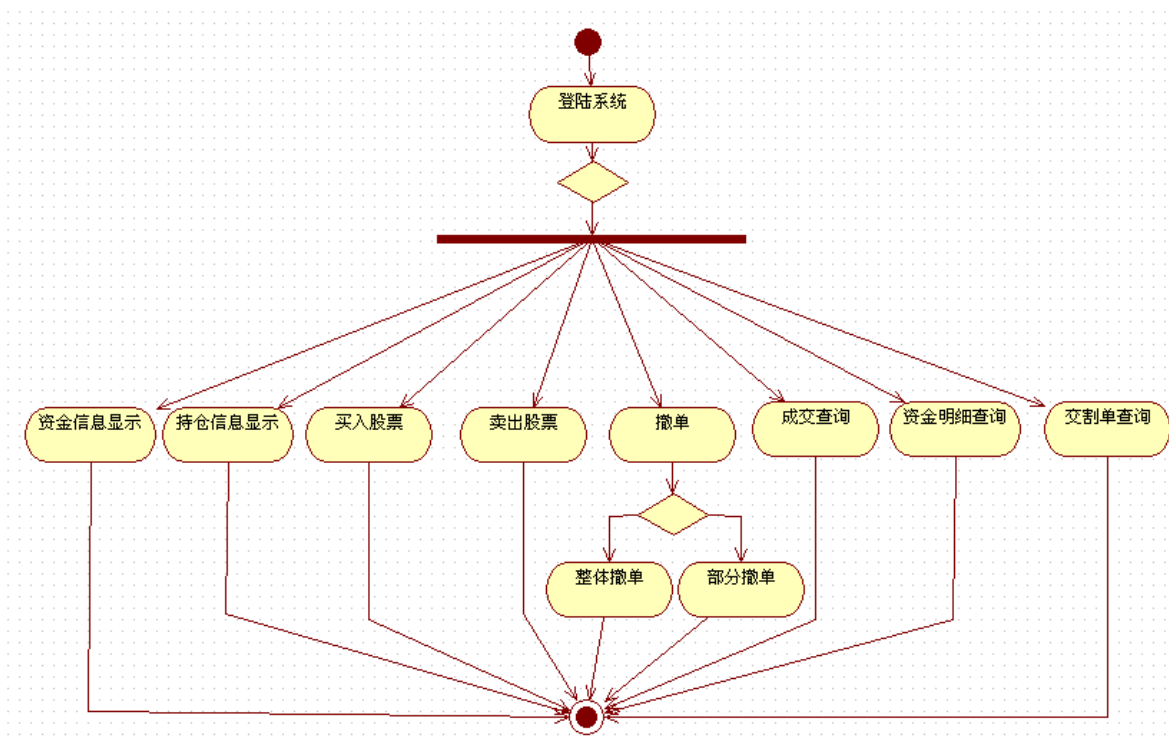 登陆系统
资金信息显示
持仓信息显示
买入股票
卖出股票
撤单
成交查询
资金明细查询
交割单查询
整体撤单
部分撤单